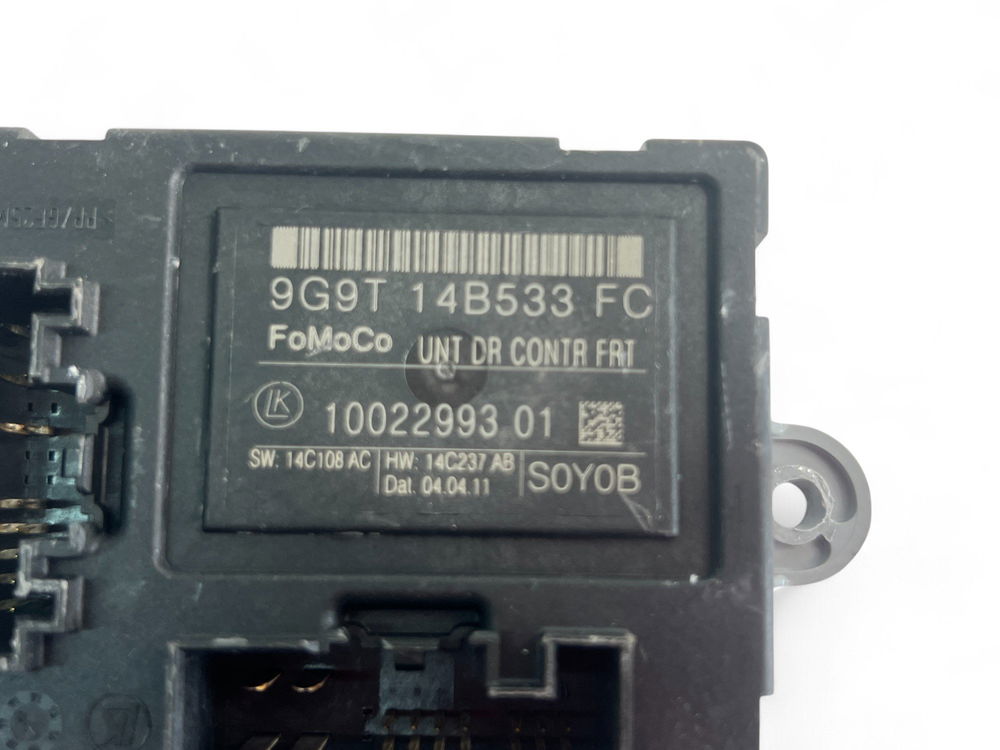 9G9T 14B533 FC
FoMoCo UNT DR CONTR FRT
LK 10022993 01
SW: 14C108 AC HW: 14C237 AB
Dat: 04.04.11 S0Y0B